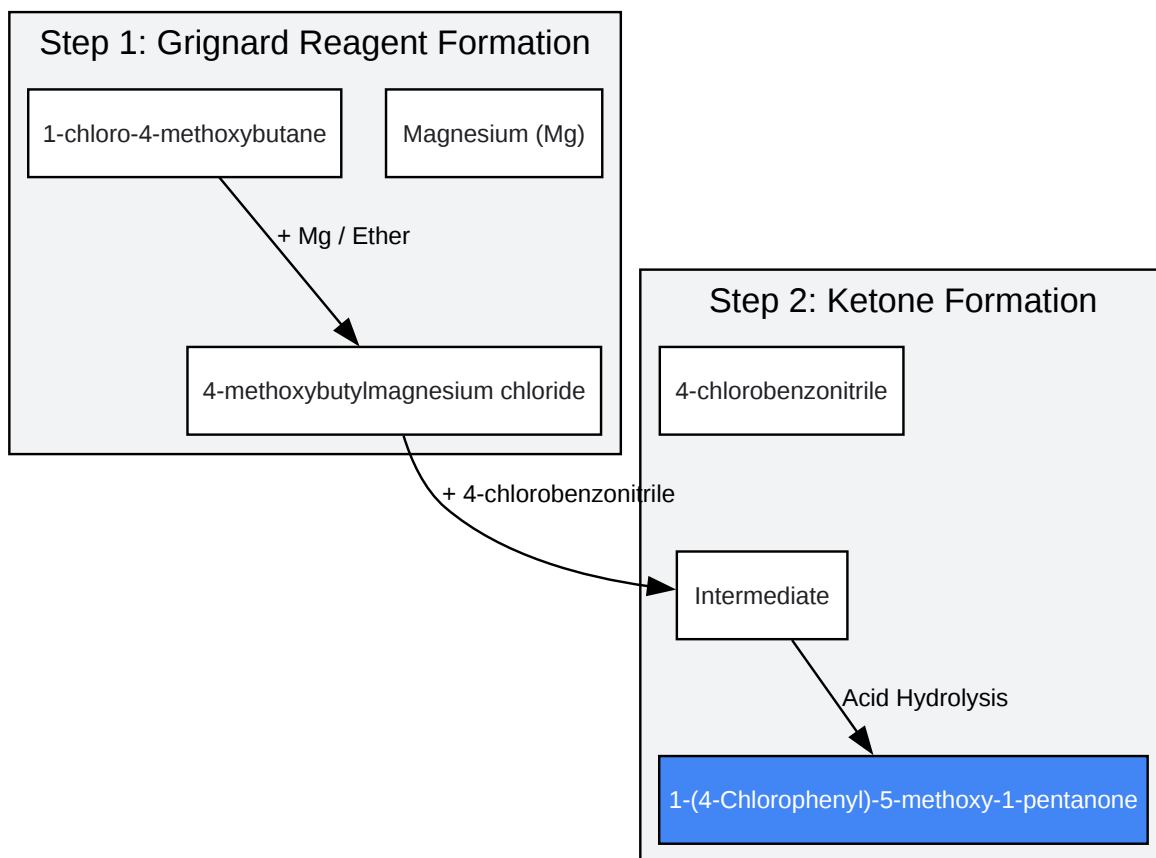 Step 1: Grignard Reagent Formation
1-chloro-4-methoxybutane
Magnesium (Mg)
+ Mg / Ether
4-methoxybutylmagnesium chloride
+ 4-chlorobenzonitrile
Step 2: Ketone Formation
4-chlorobenzonitrile
Intermediate
Acid Hydrolysis
1-(4-Chlorophenyl)-5-methoxy-1-pentanone